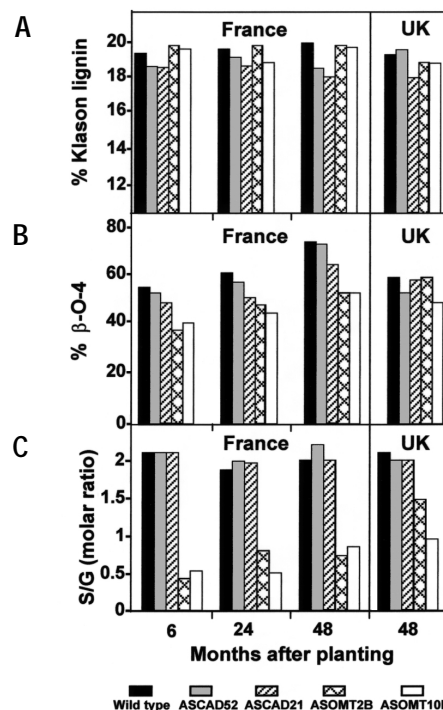 A
France UK
% Klason lignin
20
18
16
14
12
B
France UK
% β-O-4
80
60
40
20
0
C
France UK
S/G (molar ratio)
2
1.5
1
0.5
0
6 24 48 48
Months after planting
Wild type ASCAD52 ASCAD21 ASOMT2B